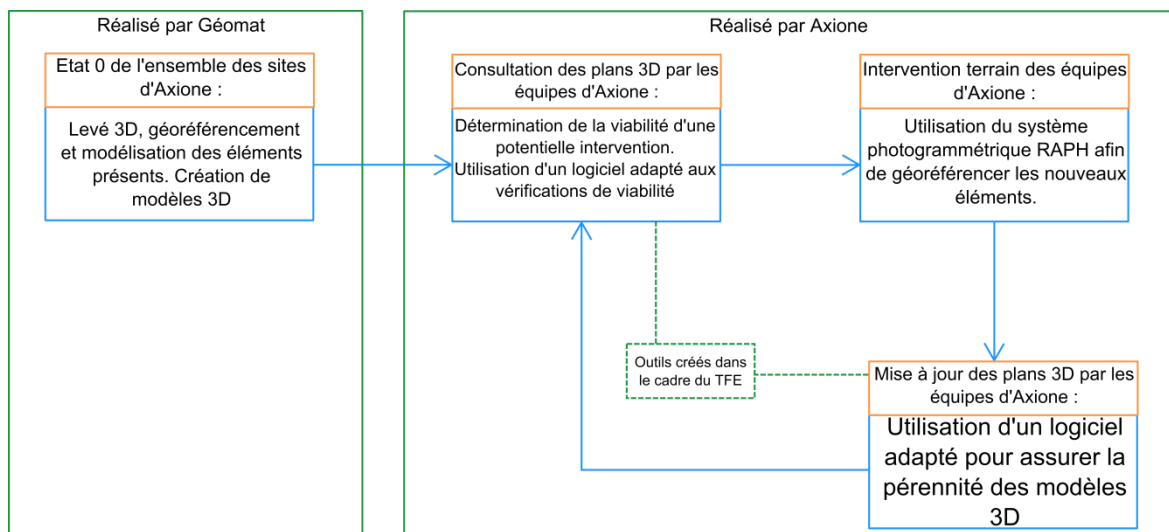 Réalisé par Géomat
Etat 0 de l'ensemble des sites
d'Axione :
Levé 3D, géoréférencement
et modélisation des éléments
présents. Création de
modèles 3D
Réalisé par Axione
Consultation des plans 3D par les
équipes d'Axione :
Détermination de la viabilité d'une
potentielle intervention.
Utilisation d'un logiciel adapté aux
vérifications de viabilité
Intervention terrain des équipes
d'Axione :
Utilisation du système
photogrammétrique RAPH afin
de géoréférencer les nouveaux
éléments.
Outils créés dans
le cadre du TFE
Mise à jour des plans 3D par les
équipes d'Axione :
Utilisation d'un logiciel
adapté pour assurer la
pérennité des modèles
3D